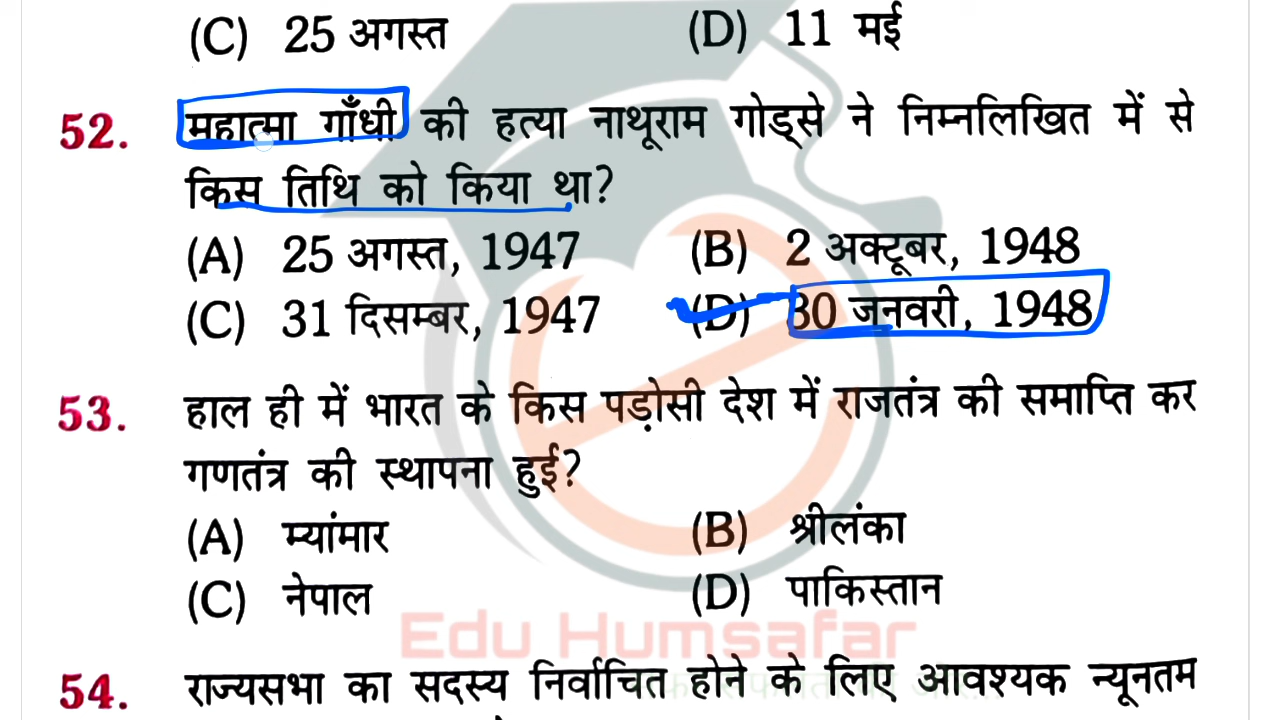 (C) 25 अगस्त (D) 11 मई
52. महात्मा गाँधी की हत्या नाथूराम गोड्से ने निम्नलिखित में से
किस तिथि को किया था?
(A) 25 अगस्त, 1947 (B) 2 अक्टूबर, 1948
(C) 31 दिसम्बर, 1947 (D) 30 जनवरी, 1948
53. हाल ही में भारत के किस पड़ोसी देश में राजतंत्र की समाप्ति कर
गणतंत्र की स्थापना हुई?
(A) म्यांमार (B) श्रीलंका
(C) नेपाल (D) पाकिस्तान
Edu Humsafar
54. राज्यसभा का सदस्य निर्वाचित होने के लिए आवश्यक न्यूनतम